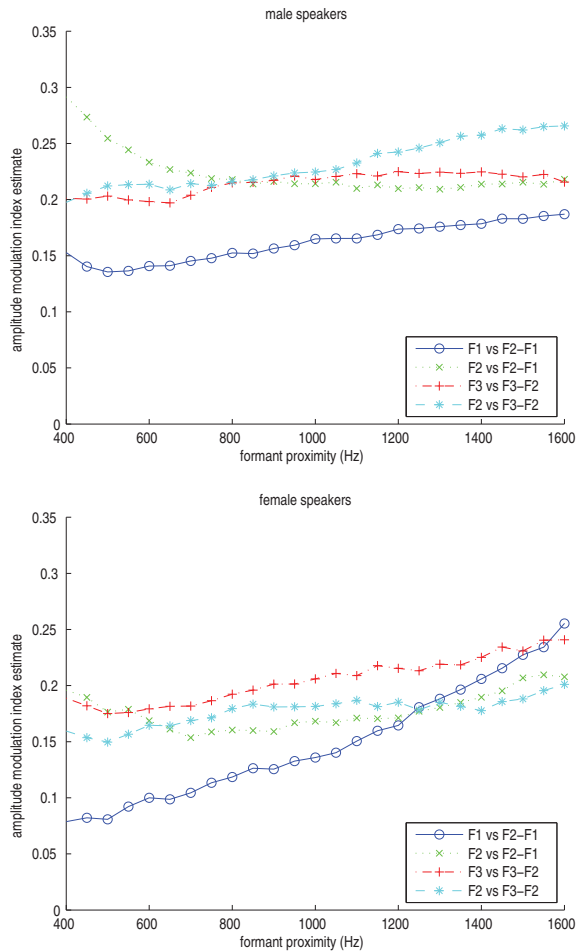 male speakers
0.35
0.3
0.25
0.2
0.15
0.1
0.05
0
amplitude modulation index estimate
400 600 800 1000 1200 1400 1600
formant proximity (Hz)
F1 vs F2−F1
F2 vs F2−F1
F3 vs F3−F2
F2 vs F3−F2
female speakers
0.35
0.3
0.25
0.2
0.15
0.1
0.05
0
amplitude modulation index estimate
400 600 800 1000 1200 1400 1600
formant proximity (Hz)
F1 vs F2−F1
F2 vs F2−F1
F3 vs F3−F2
F2 vs F3−F2